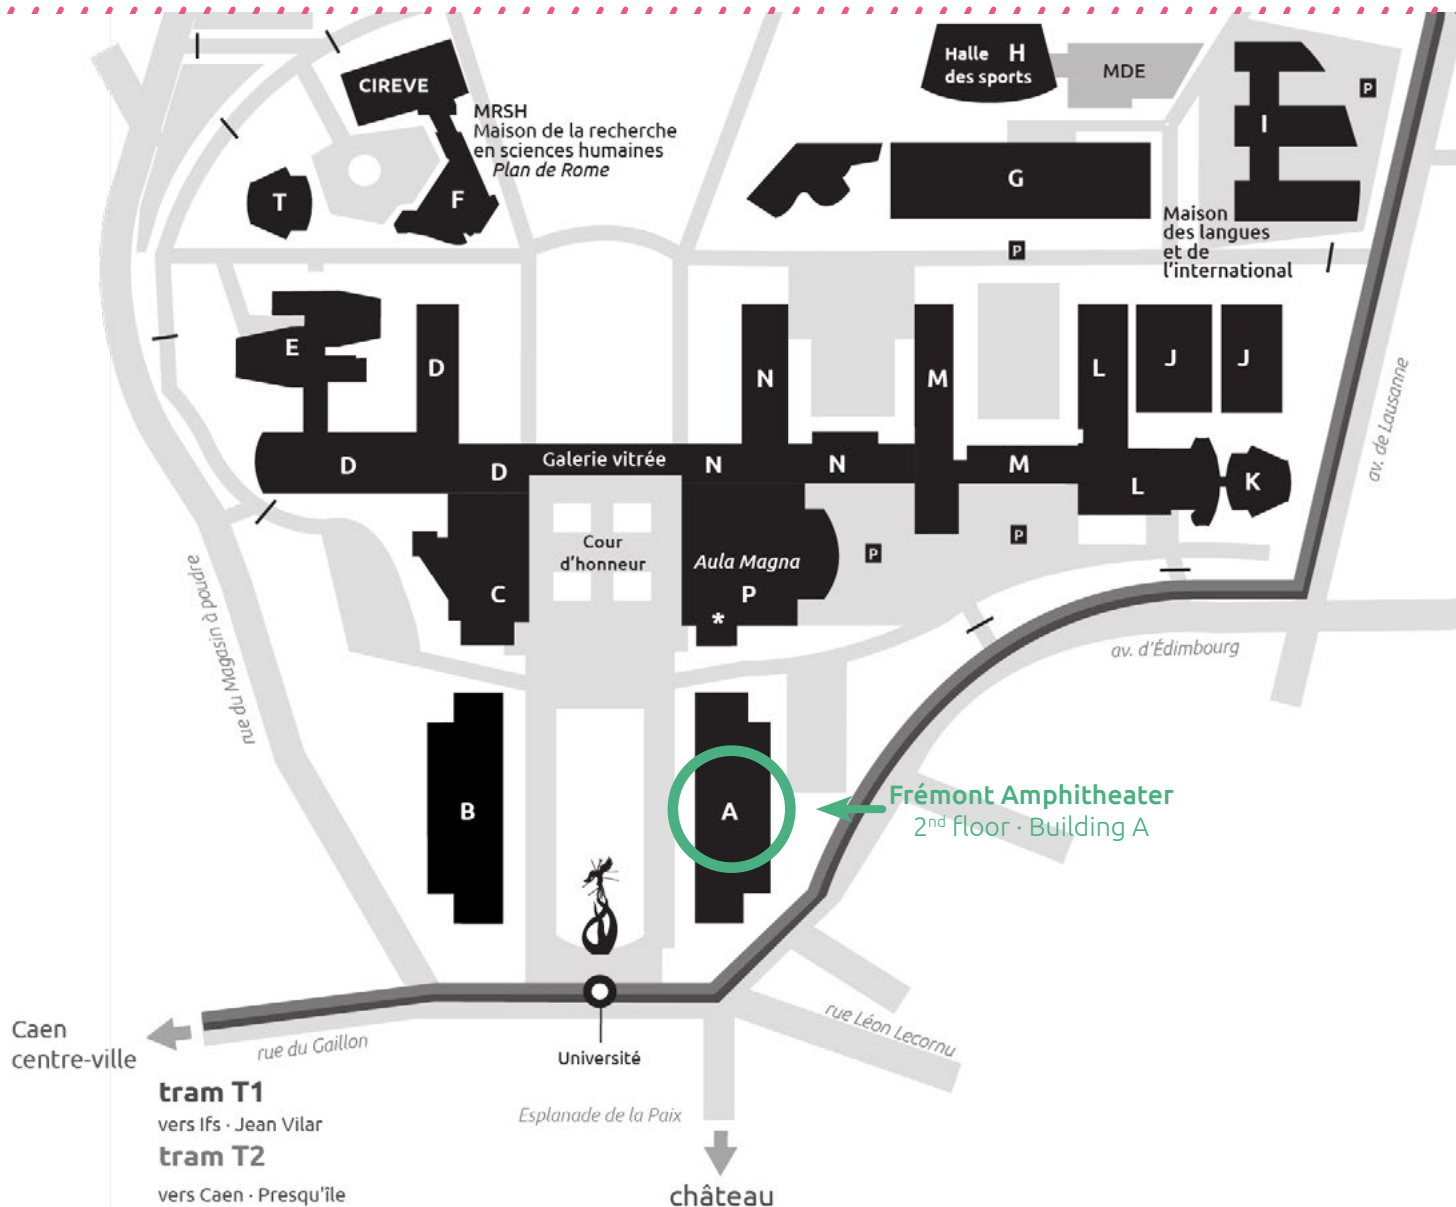 Halle H
des sports
MDE
P
CIREVE
MRSH
Maison de la recherche
en sciences humaines
Plan de Rome
I
T
F
G
Maison
des langues
et de
l'international
P
E
D
N
M
L
J
J
av. de Lausanne
D
D
Galerie vitrée
N
N
M
L
K
Cour
d'honneur
Aula Magna
P
*
C
P
P
rue du Magasin à poudre
av. d'Édimbourg
B
A
Frémont Amphitheater
2nd floor · Building A
Caen
centre-ville
rue du Gaillon
Université
rue Léon Lecornu
tram T1
vers Ifs · Jean Vilar
tram T2
vers Caen · Presqu'île
Esplanade de la Paix
château